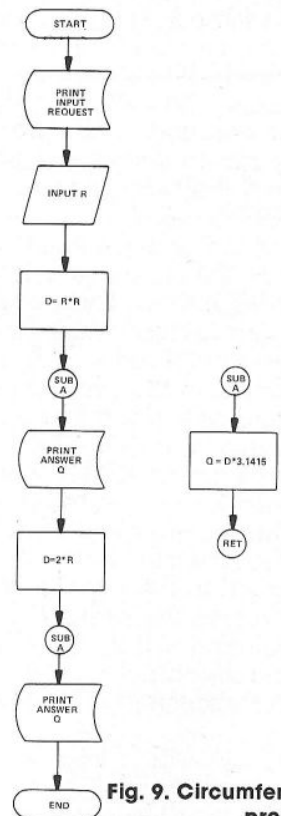 START
PRINT
INPUT
REQUEST
INPUT R
D= R*R
SUB
A
PRINT
ANSWER
Q
D=2*R
SUB
A
PRINT
ANSWER
Q
END
SUB
A
Q = D*3.1415
RET
Fig. 9.